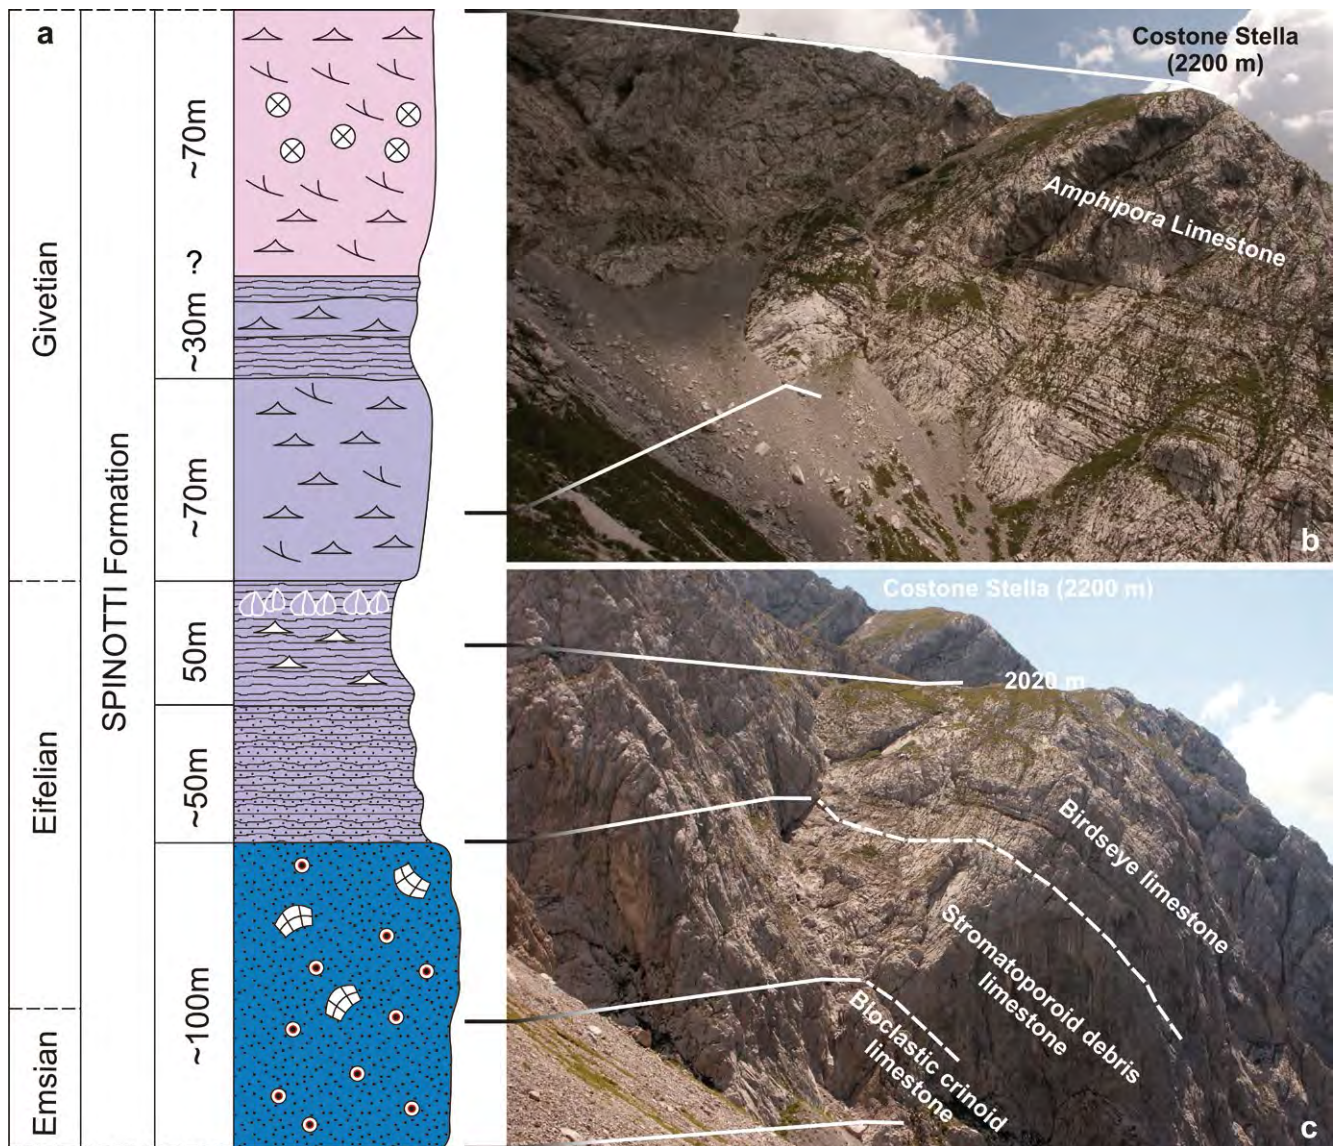 a
Givetian
Eifelian
Emsian
SPINOTTI Formation
~70m
?
~30m
~70m
50m
~50m
~100m
Costone Stella
(2200 m)
Amphipora Limestone
b
Costone Stella (2200 m)
2020 m
Birdseye limestone
Stromatoporoid debris
limestone
Bioclastic crinoid
limestone
c